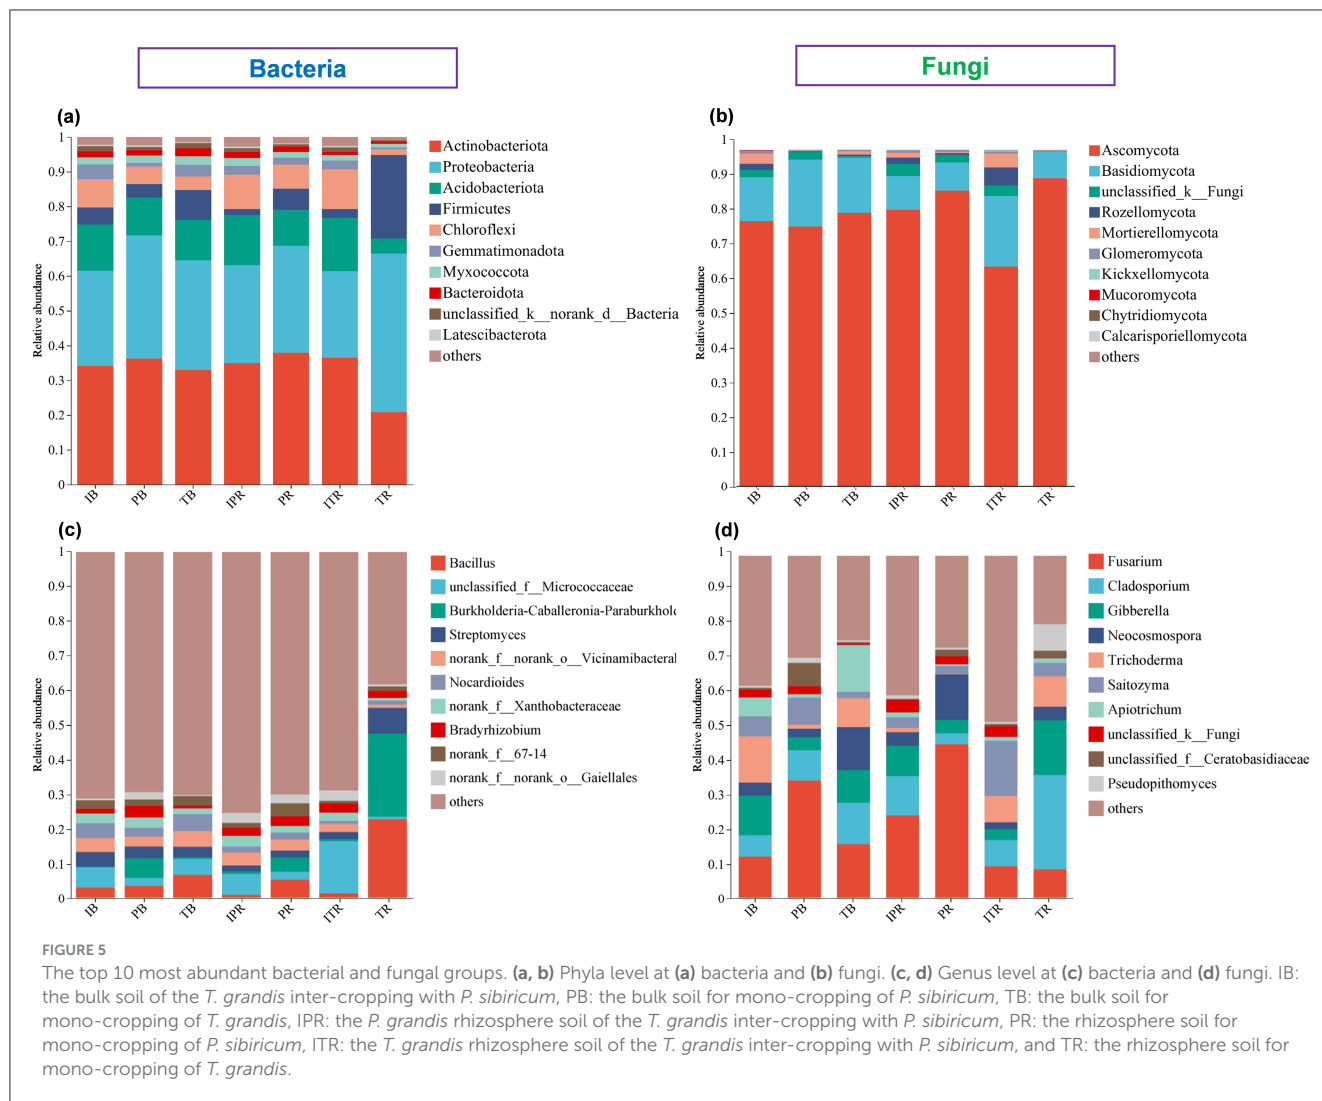 Bacteria
Fungi
(a)
1
0.9
0.8
0.7
0.6
0.5
0.4
0.3
0.2
0.1
0
Relative abundance
IB
PB
TB
IPR
PR
ITR
TR
Actinobacteriota
Proteobacteria
Acidobacteriota
Firmicutes
Chloroflexi
Gemmatimonadota
Myxococcota
Bacteroidota
unclassified_k__norank_d__Bacteria
Latescibacterota
others
(b)
1
0.9
0.8
0.7
0.6
0.5
0.4
0.3
0.2
0.1
0
Relative abundance
IB
PB
TB
IPR
PR
ITR
TR
Ascomycota
Basidiomycota
unclassified_k__Fungi
Rozellomycota
Mortierellomycota
Glomeromycota
Kickxellomycota
Mucoromycota
Chytridiomycota
Calcarisporiellomycota
others
(c)
1
0.9
0.8
0.7
0.6
0.5
0.4
0.3
0.2
0.1
0
Relative abundance
IB
PB
TB
IPR
PR
ITR
TR
Bacillus
unclassified_f__Micrococcaceae
Burkholderia-Caballeronia-Paraburkhold
Streptomyces
norank_f__norank_o__Vicinamibacteral
Nocardioides
norank_f__Xanthobacteraceae
Bradyrhizobium
norank_f__67-14
norank_f__norank_o__Gaiellales
others
(d)
1
0.9
0.8
0.7
0.6
0.5
0.4
0.3
0.2
0.1
0
Relative abundance
IB
PB
TB
IPR
PR
ITR
TR
Fusarium
Cladosporium
Gibberella
Neocosmospora
Trichoderma
Saitozyma
Apiotrichum
unclassified_k__Fungi
unclassified_f__Ceratobasidiaceae
Pseudopithomyces
others
FIGURE 5
The top 10 most abundant bacterial and fungal groups. (a, b) Phyla level at (a) bacteria and (b) fungi. (c, d) Genus level at (c) bacteria and (d) fungi. IB:
the bulk soil of the T. grandis inter-cropping with P. sibiricum, PB: the bulk soil for mono-cropping of P. sibiricum, TB: the bulk soil for
mono-cropping of T. grandis, IPR: the P. grandis rhizosphere soil of the T. grandis inter-cropping with P. sibiricum, PR: the rhizosphere soil for
mono-cropping of P. sibiricum, ITR: the T. grandis rhizosphere soil of the T. grandis inter-cropping with P. sibiricum, and TR: the rhizosphere soil for
mono-cropping of T. grandis.